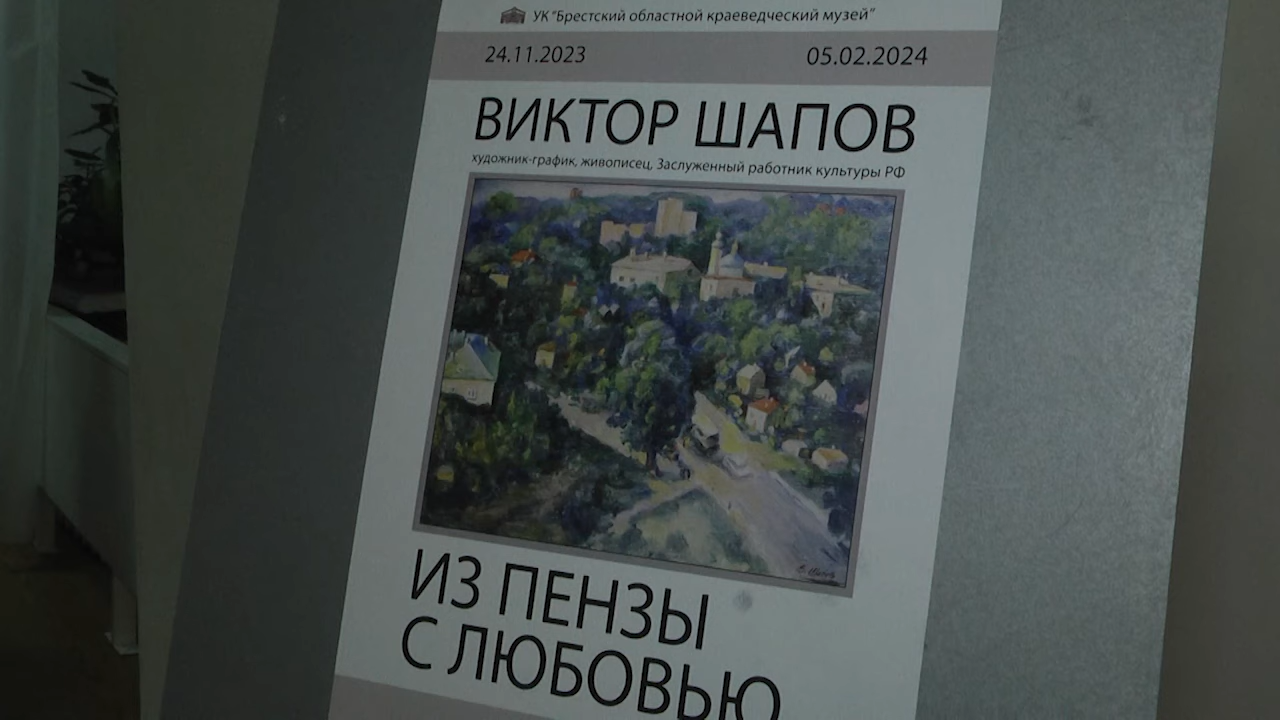 УК "Брестский областной краеведческий музей"
24.11.2023 05.02.2024
ВИКТОР ШАПОВ
художник-график, живописец, Заслуженный работник культуры РФ
ИЗ ПЕНЗЫ
С ЛЮБОВЬЮ